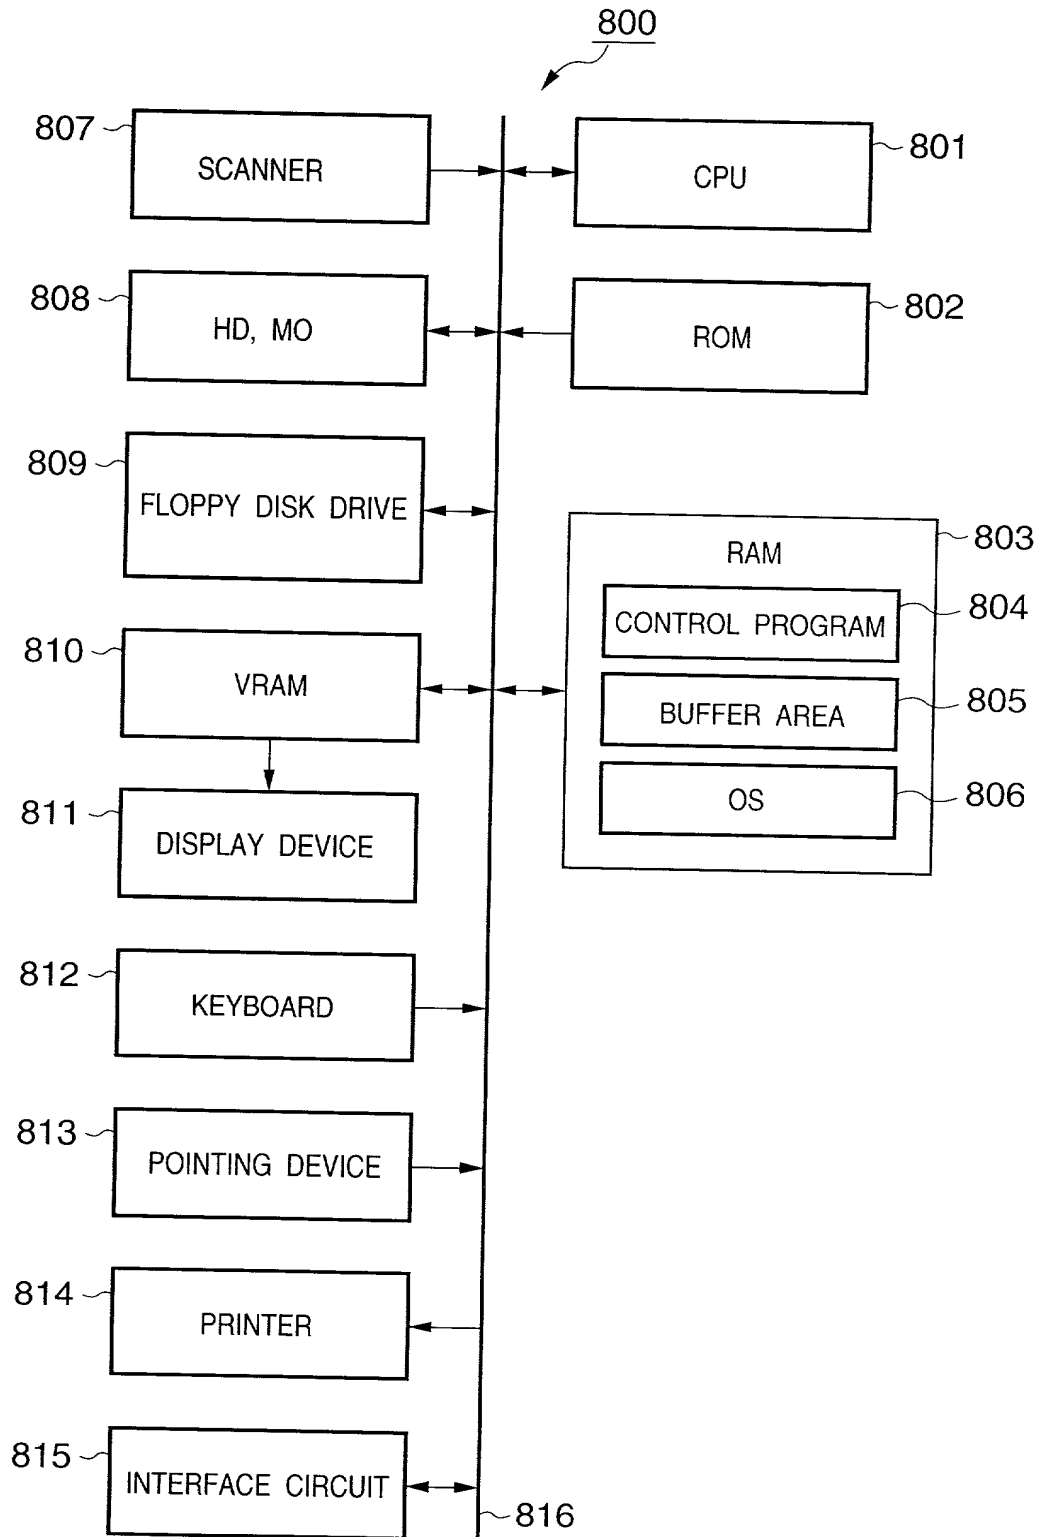 800
807
SCANNER
801
CPU
808
HD, MO
802
ROM
809
FLOPPY DISK DRIVE
803
RAM
804
CONTROL PROGRAM
805
BUFFER AREA
806
OS
810
VRAM
811
DISPLAY DEVICE
812
KEYBOARD
813
POINTING DEVICE
814
PRINTER
815
INTERFACE CIRCUIT
816